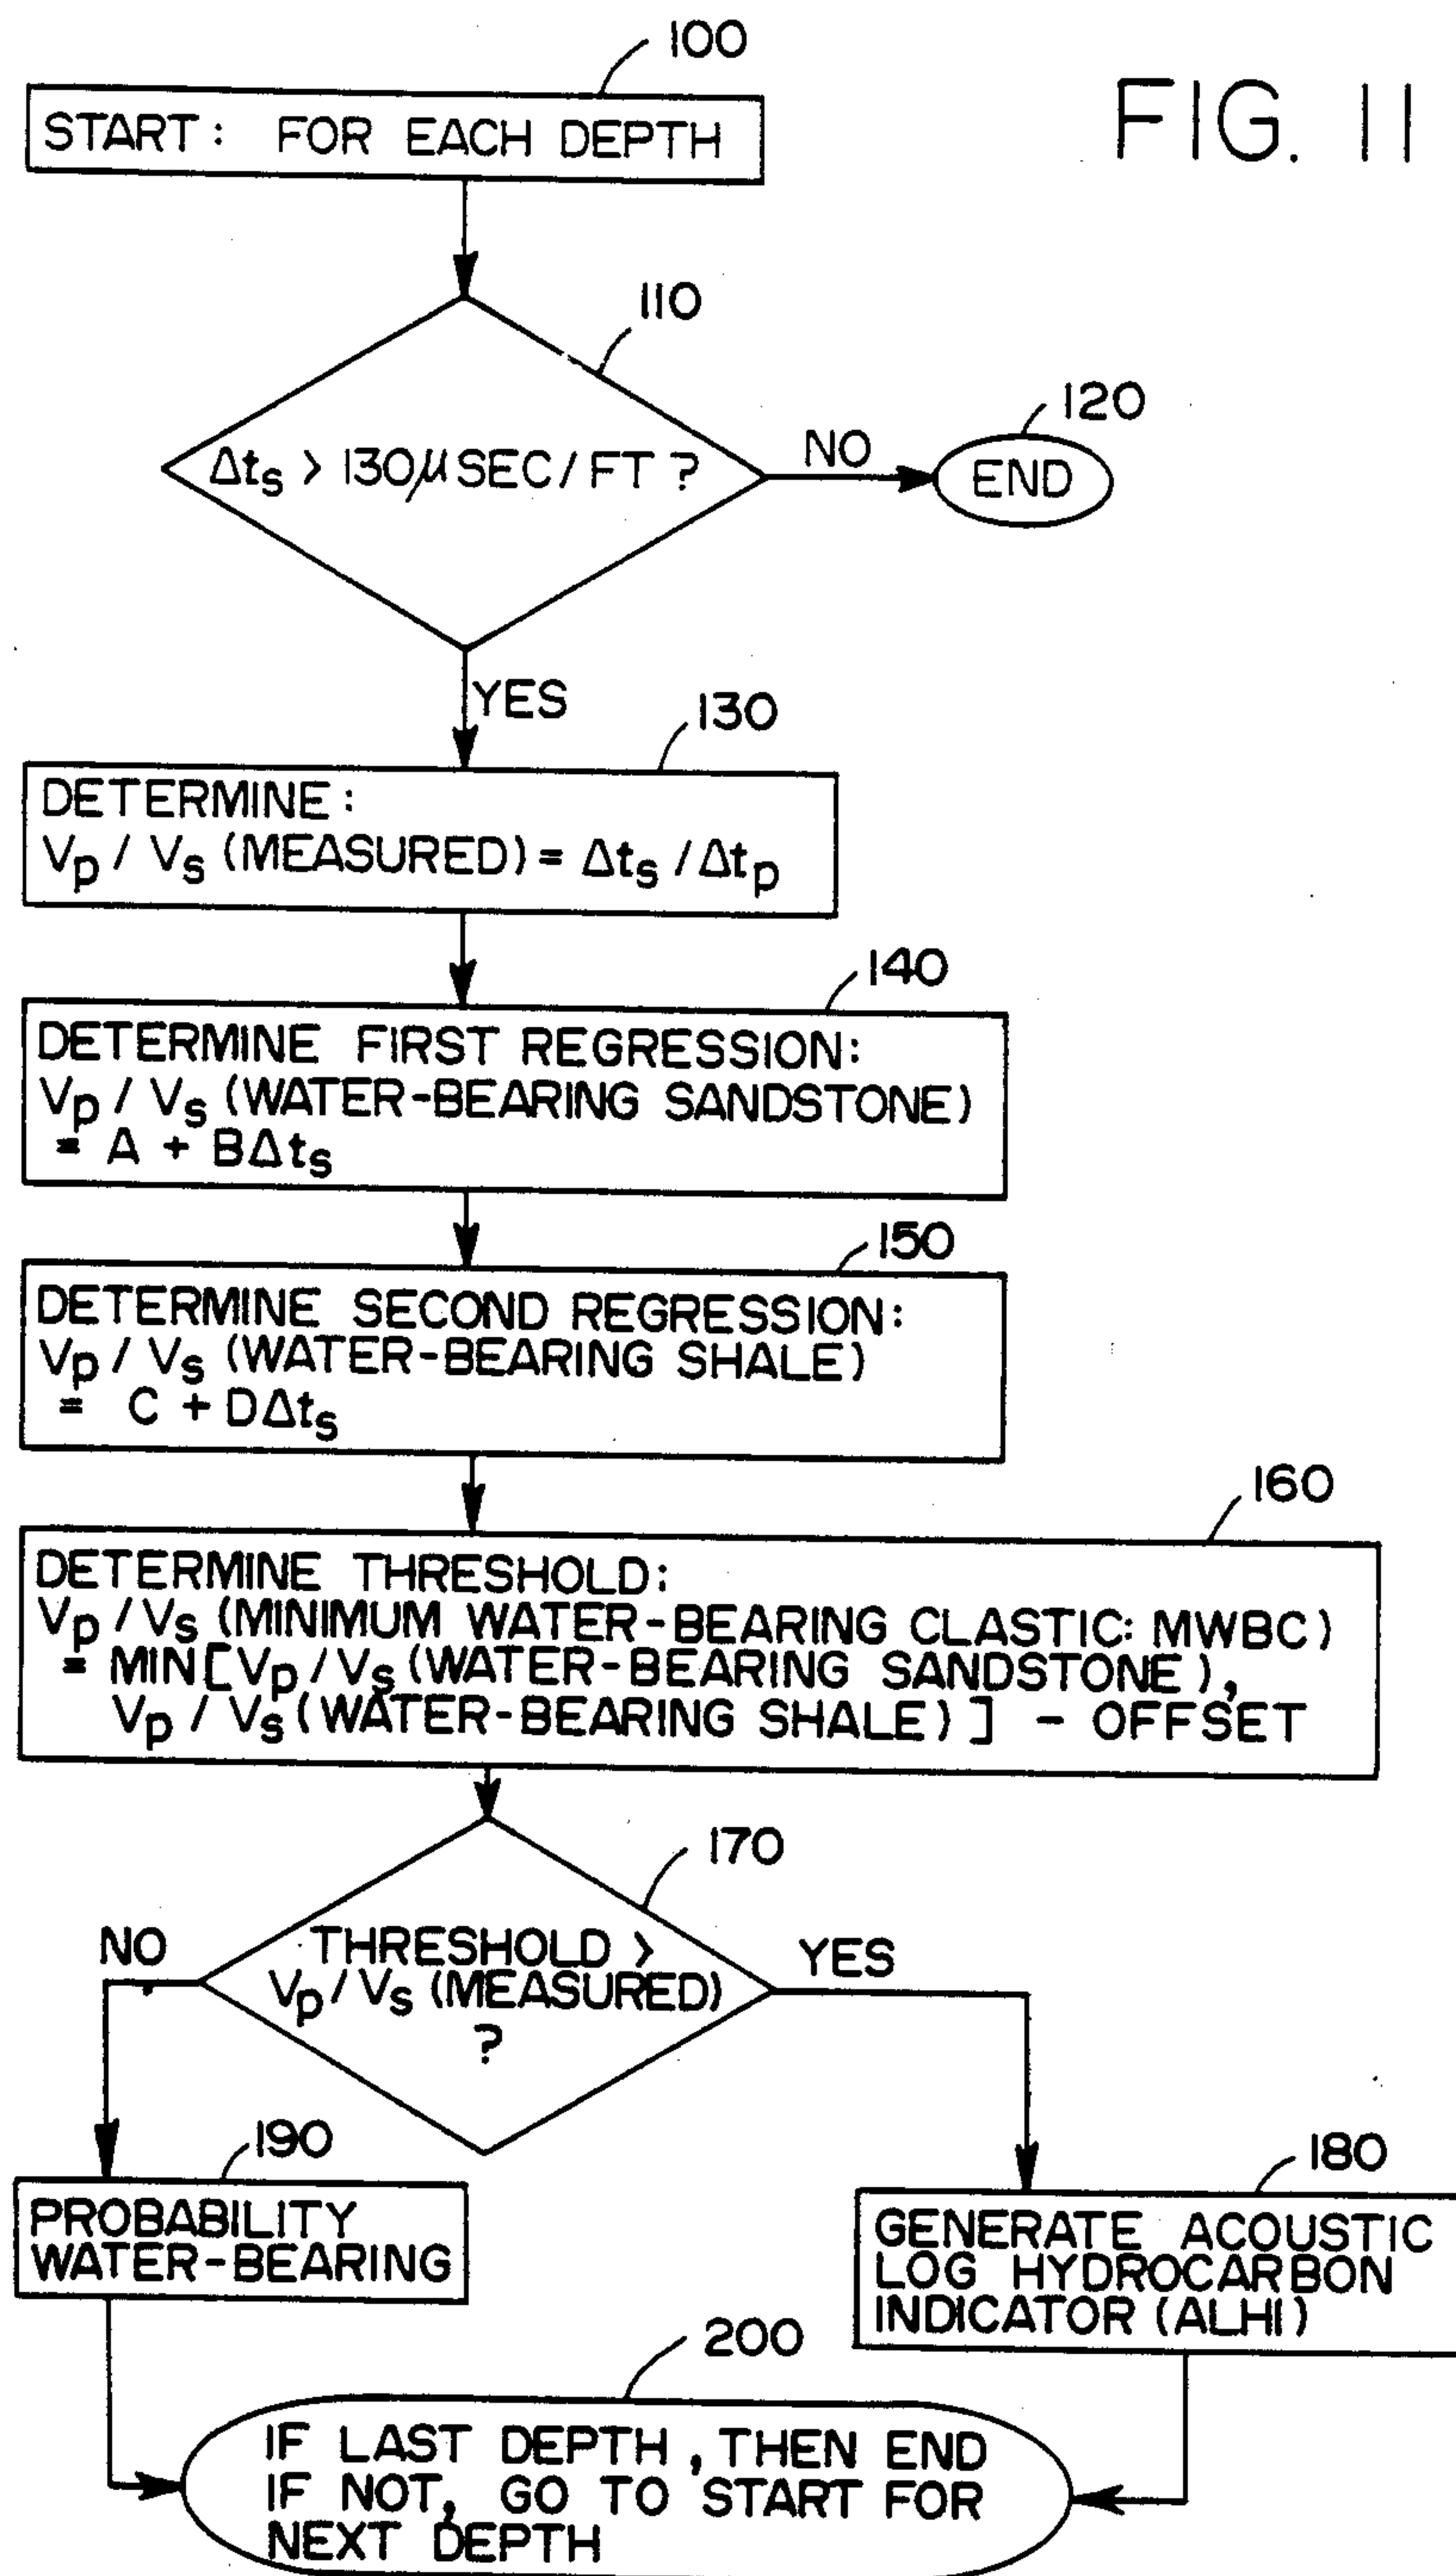 FIG. 11
100
START: FOR EACH DEPTH
110
Δts > 130μSEC/FT ?
NO
120
END
YES
130
DETERMINE:
Vp / Vs (MEASURED) = Δts / Δtp
140
DETERMINE FIRST REGRESSION:
Vp / Vs (WATER-BEARING SANDSTONE)
= A + BΔts
150
DETERMINE SECOND REGRESSION:
Vp / Vs (WATER-BEARING SHALE)
= C + DΔts
160
DETERMINE THRESHOLD:
Vp / Vs (MINIMUM WATER-BEARING CLASTIC: MWBC)
= MIN[Vp / Vs (WATER-BEARING SANDSTONE),
Vp / Vs (WATER-BEARING SHALE)] - OFFSET
170
THRESHOLD >
Vp / Vs (MEASURED)
?
NO
YES
190
PROBABILITY
WATER-BEARING
180
GENERATE ACOUSTIC
LOG HYDROCARBON
INDICATOR (ALHI)
200
IF LAST DEPTH, THEN END
IF NOT, GO TO START FOR
NEXT DEPTH